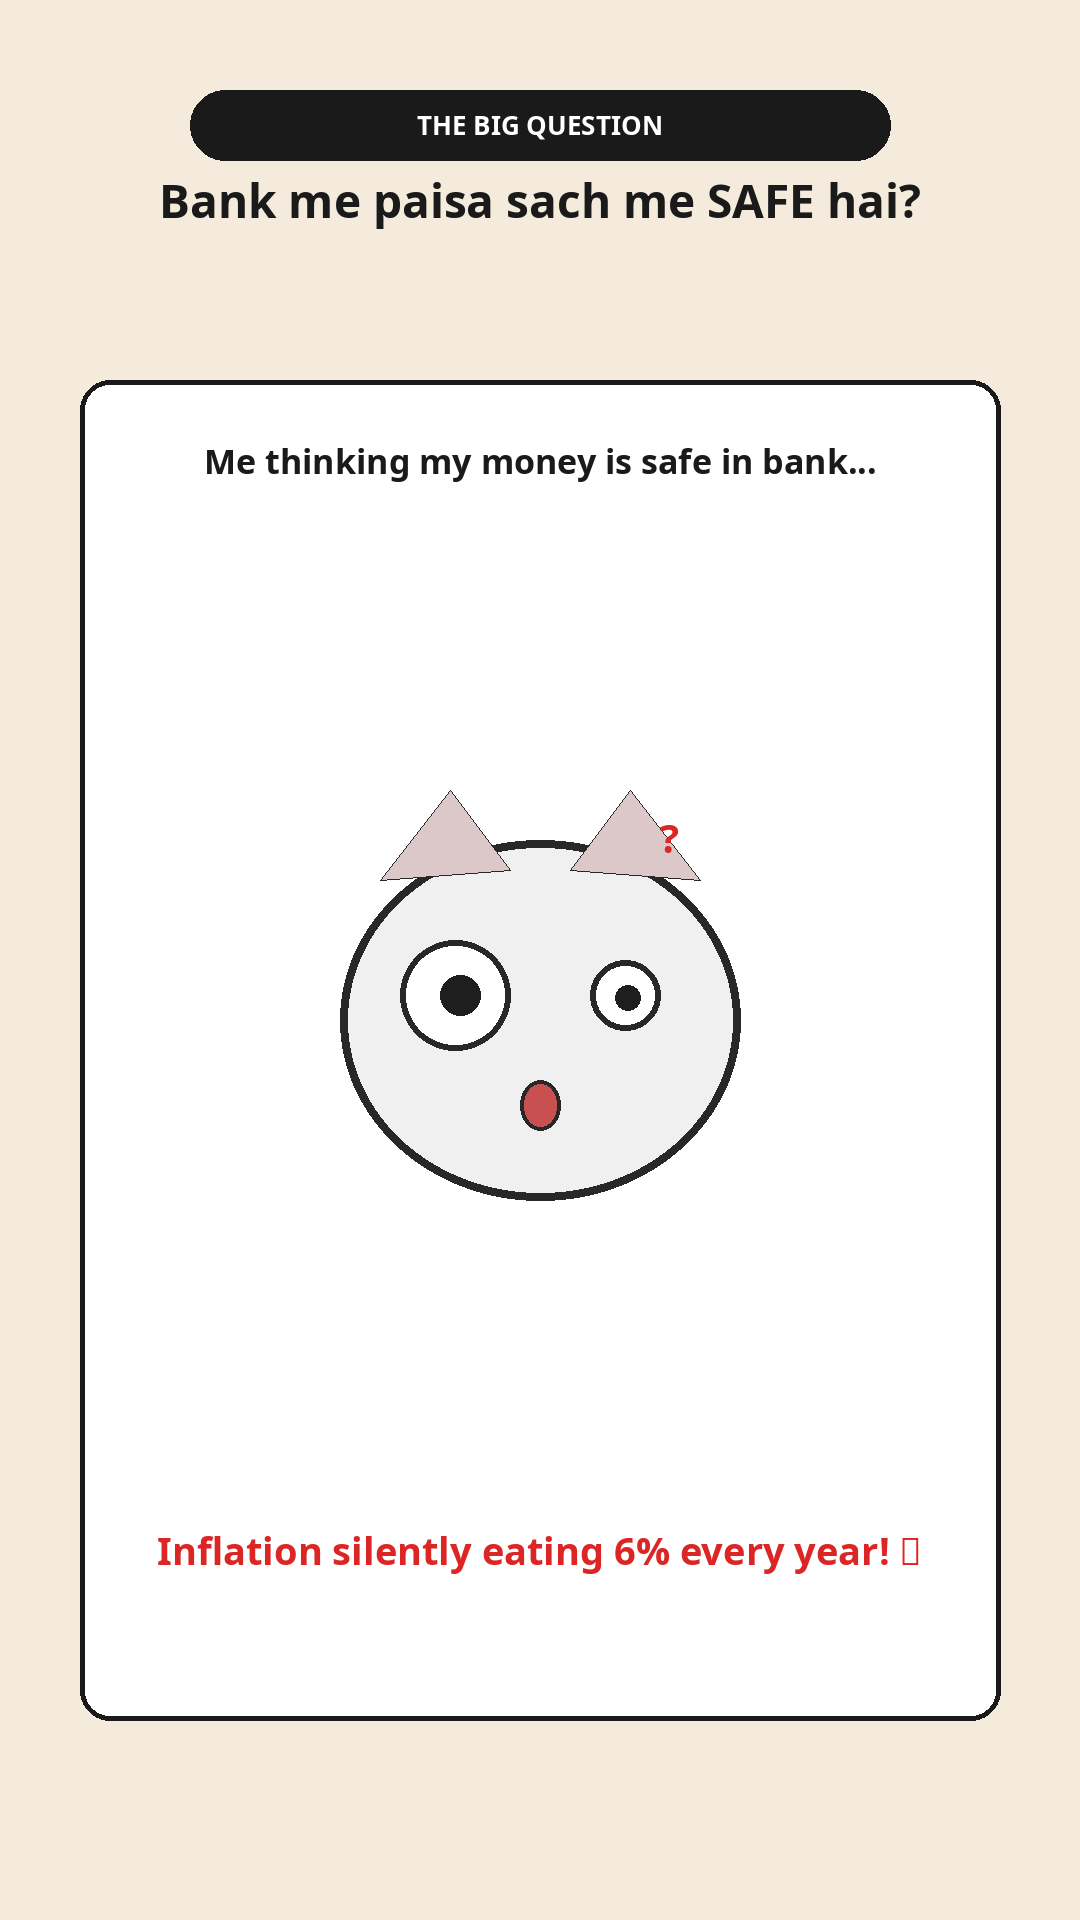 THE BIG QUESTION
Bank me paisa sach me SAFE hai?
Me thinking my money is safe in bank...
?
Inflation silently eating 6% every year!